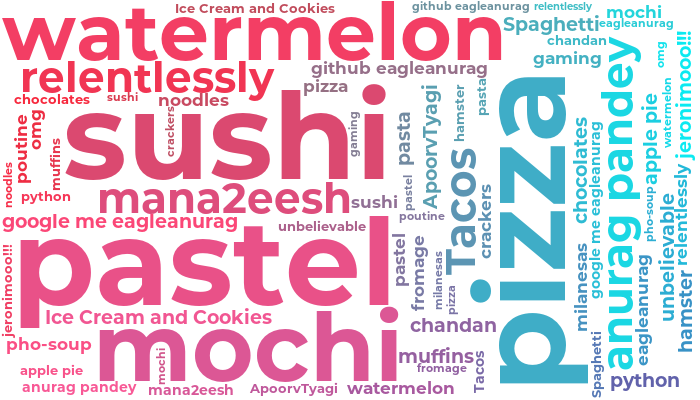 Ice Cream and Cookies
github eagleanurag
relentlessly
watermelon
Spaghetti
mochi
eagleanurag
chandan
gaming
omg
jeronimooo!!!
relentlessly
github eagleanurag
pizza
chocolates
sushi
noodles
crackers
sushi
gaming
pasta
ApoorvTyagi
hamster
pasta
pizza
anurag pandey
apple pie
watermelon
poutine
omg
muffins
noodles
python
mana2eesh
sushi
pastel
poutine
Tacos
crackers
chocolates
google me eagleanurag
pho-soup
unbelievable
relentlessly
google me eagleanurag
unbelievable
pastel
pastel
fromage
milanesas
pizza
milanesas
eagleanurag
hamster
jeronimooo!!!
Ice Cream and Cookies
mochi
chandan
pho-soup
mochi
muffins
fromage
Tacos
Spaghetti
python
apple pie
anurag pandey
mana2eesh
ApoorvTyagi
watermelon